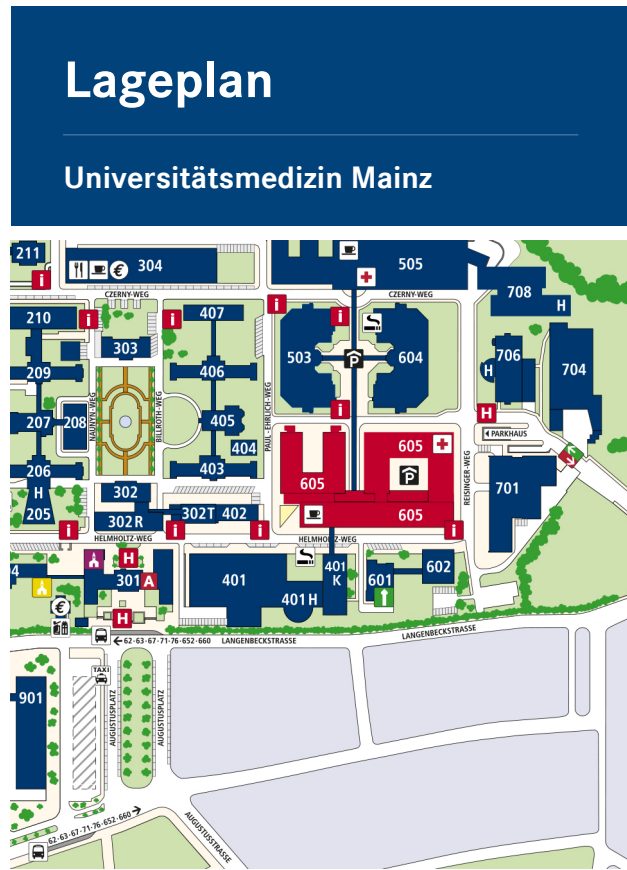 Lageplan
Universitätsmedizin Mainz
211
i
304
€
505
CZERNY-WEG
CZERNY-WEG
708
H
210
i
303
i
407
i
i
503
604
P
706
H
704
209
406
207
208
NAUNYN-WEG
BILLROTH-WEG
405
404
PAUL-EHRLICH-WEG
i
H
PARKHAUS
206
H
205
403
605
605
P
605
REISINGER-WEG
701
302
302R
302T
402
i
i
i
i
HELMHOLTZ-WEG
HELMHOLTZ-WEG
H
301
A
401
401
K
401H
601
602
€
H
62·63·67·71·76·652·660
LANGENBECKSTRASSE
LANGENBECKSTRASSE
TAXI
901
AUGUSTUSPLATZ
AUGUSTUSPLATZ
62·63·67·71·76·652·660
AUGUSTUSSTRASSE